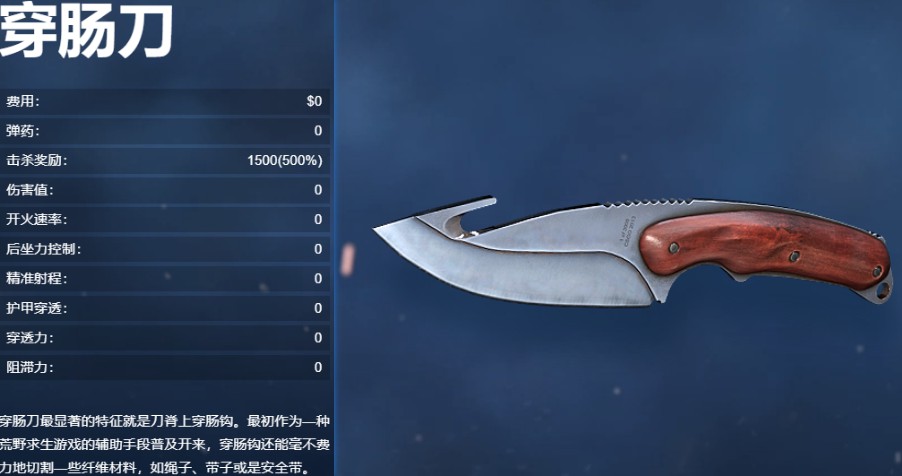 穿肠刀
费用： $0
弹药： 0
击杀奖励： 1500(500%)
伤害值： 0
开火速率： 0
后坐力控制： 0
精准射程： 0
护甲穿透： 0
穿透力： 0
阻滞力： 0
穿肠刀最显著的特征就是刀脊上穿肠钩。最初作为一种
荒野求生游戏的辅助手段普及开来，穿肠钩还能毫不费
力地切割一些纤维材料，如绳子、带子或是安全带。